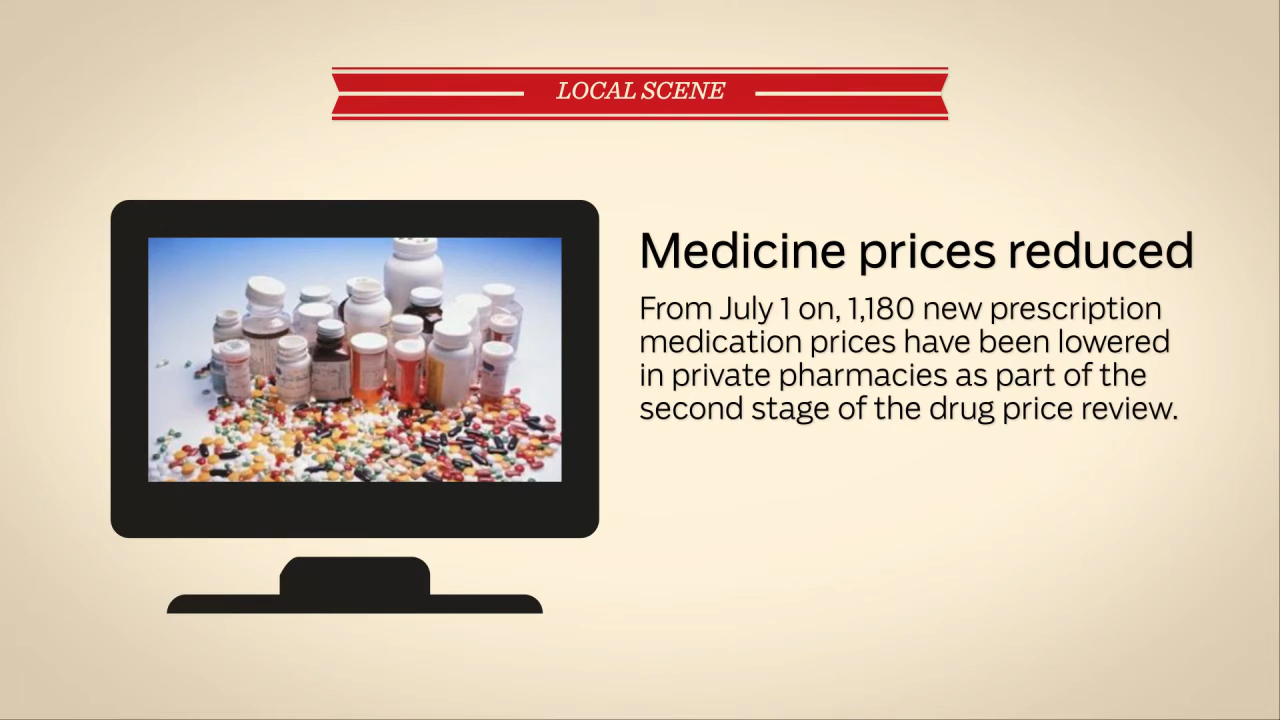 LOCAL SCENE
Medicine prices reduced
From July 1 on, 1,180 new prescription
medication prices have been lowered
in private pharmacies as part of the
second stage of the drug price review.